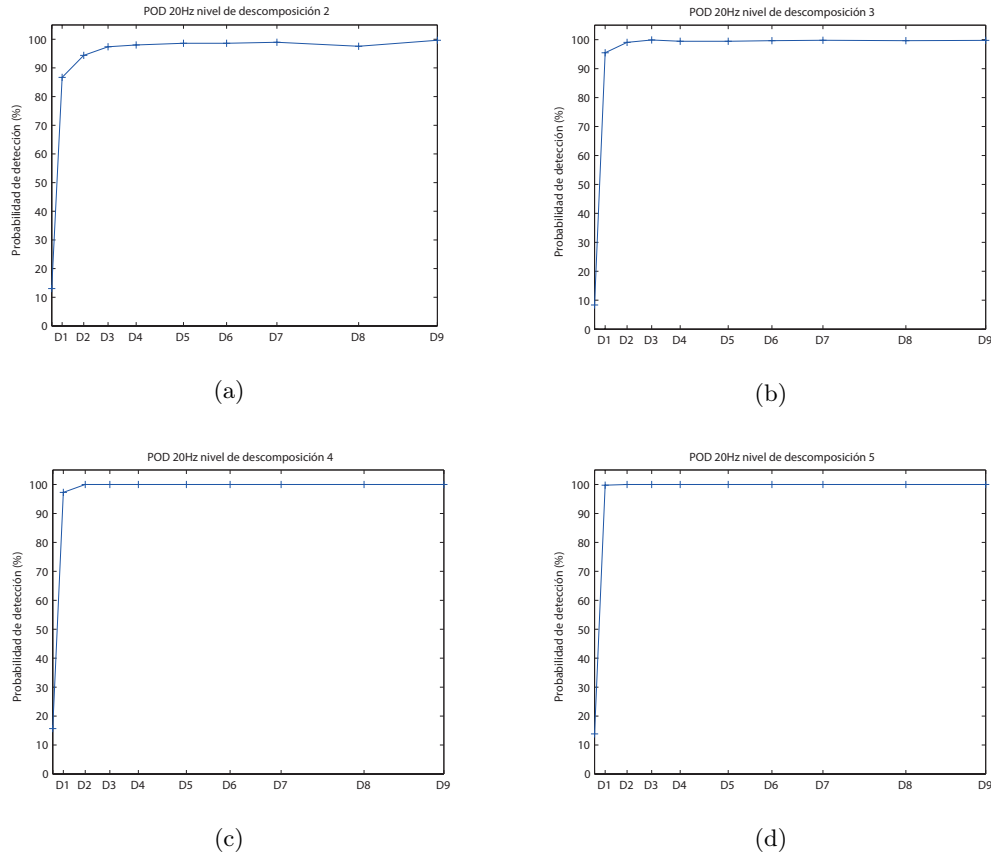 POD 20Hz nivel de descomposición 2
Probabilidad de detección (%)
100
90
80
70
60
50
40
30
20
10
0
D1 D2 D3 D4 D5 D6 D7 D8 D9
(a)
POD 20Hz nivel de descomposición 3
Probabilidad de detección (%)
100
90
80
70
60
50
40
30
20
10
0
D1 D2 D3 D4 D5 D6 D7 D8 D9
(b)
POD 20Hz nivel de descomposición 4
Probabilidad de detección (%)
100
90
80
70
60
50
40
30
20
10
0
D1 D2 D3 D4 D5 D6 D7 D8 D9
(c)
POD 20Hz nivel de descomposición 5
Probabilidad de detección (%)
100
90
80
70
60
50
40
30
20
10
0
D1 D2 D3 D4 D5 D6 D7 D8 D9
(d)